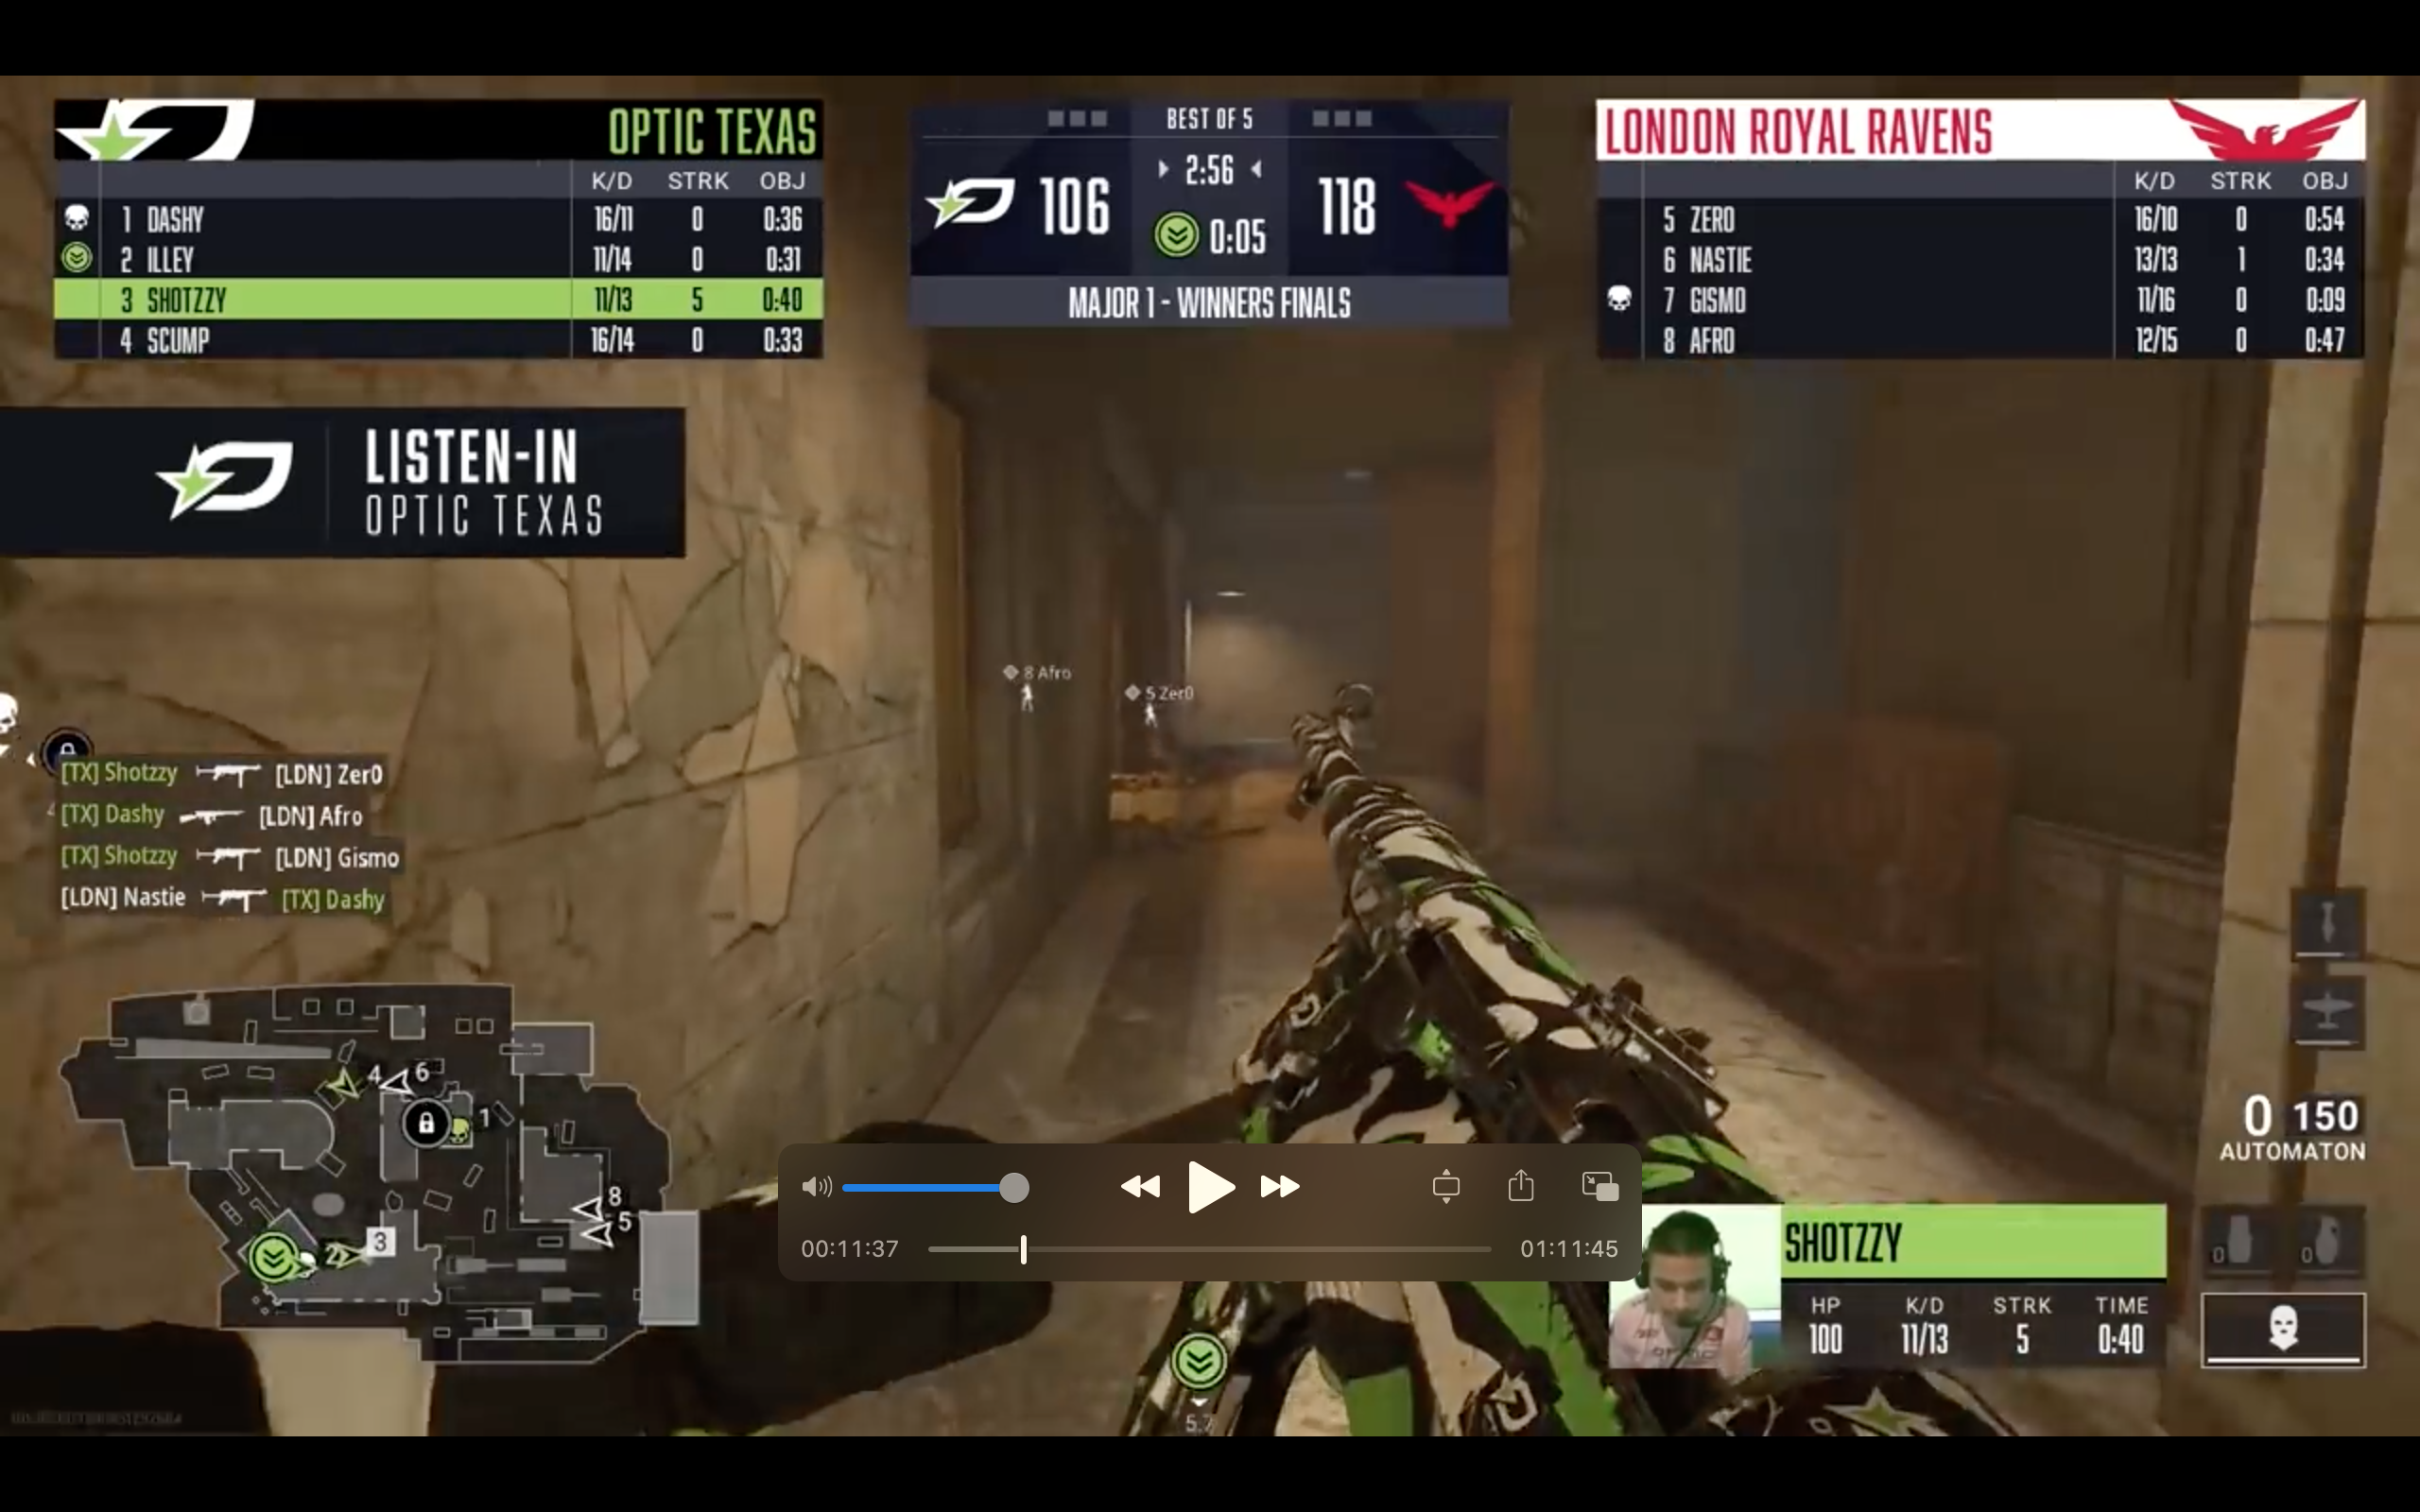 OPTIC TEXAS
K/D STRK OBJ
1 DASHY 16/11 0 0:36
2 ILLEY 11/14 0 0:31
3 SHOTZZY 11/13 5 0:40
4 SCUMP 16/14 0 0:33
BEST OF 5
2:56
106 0:05 118
MAJOR 1 - WINNERS FINALS
LONDON ROYAL RAVENS
K/D STRK OBJ
5 ZERO 16/10 0 0:54
6 NASTIE 13/13 1 0:34
7 GISMO 11/16 0 0:09
8 AFRO 12/15 0 0:47
LISTEN-IN
OPTIC TEXAS
8 Afro
5 Zer0
[TX] Shotzzy [LDN] Zer0
[TX] Dashy [LDN] Afro
[TX] Shotzzy [LDN] Gismo
[LDN] Nastie [TX] Dashy
4 6
1
8
5
2 3
0 150
AUTOMATON
00:11:37 01:11:45
SHOTZZY
HP K/D STRK TIME
100 11/13 5 0:40
0 0